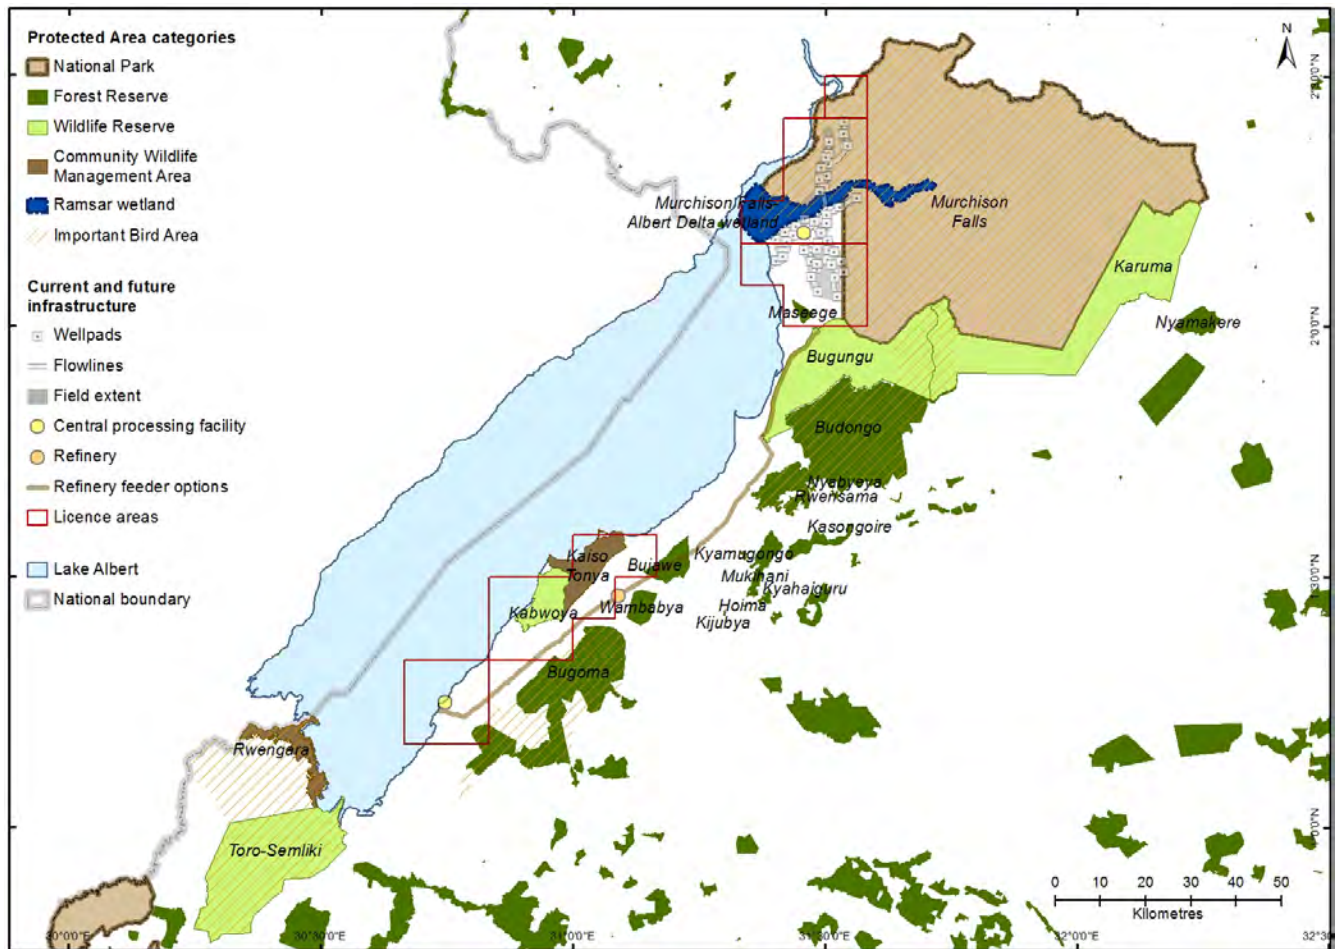 Protected Area categories
National Park
Forest Reserve
Wildlife Reserve
Community Wildlife
Management Area
Ramsar wetland
Important Bird Area
Current and future
infrastructure
Wellpads
Flowlines
Field extent
Central processing facility
Refinery
Refinery feeder options
Licence areas
Lake Albert
National boundary
N
Murchison Falls-
Albert Delta wetland
Murchison
Falls
Karuma
Nyamakere
Maseege
Bugungu
Budongo
Nyabyeya
Rwensama
Kasongoire
Kyamugongo
Mukihani
Kyahaiguru
Hoima
Kijubya
Kaiso
Tonya
Bujawe
Kabwoya
Wambabya
Bugoma
Rwengara
Toro-Semliki
0 10 20 30 40 50
Kilometres
30°0'0"E
30°30'0"E
31°0'0"E
31°30'0"E
32°0'0"E
2°0'0"N